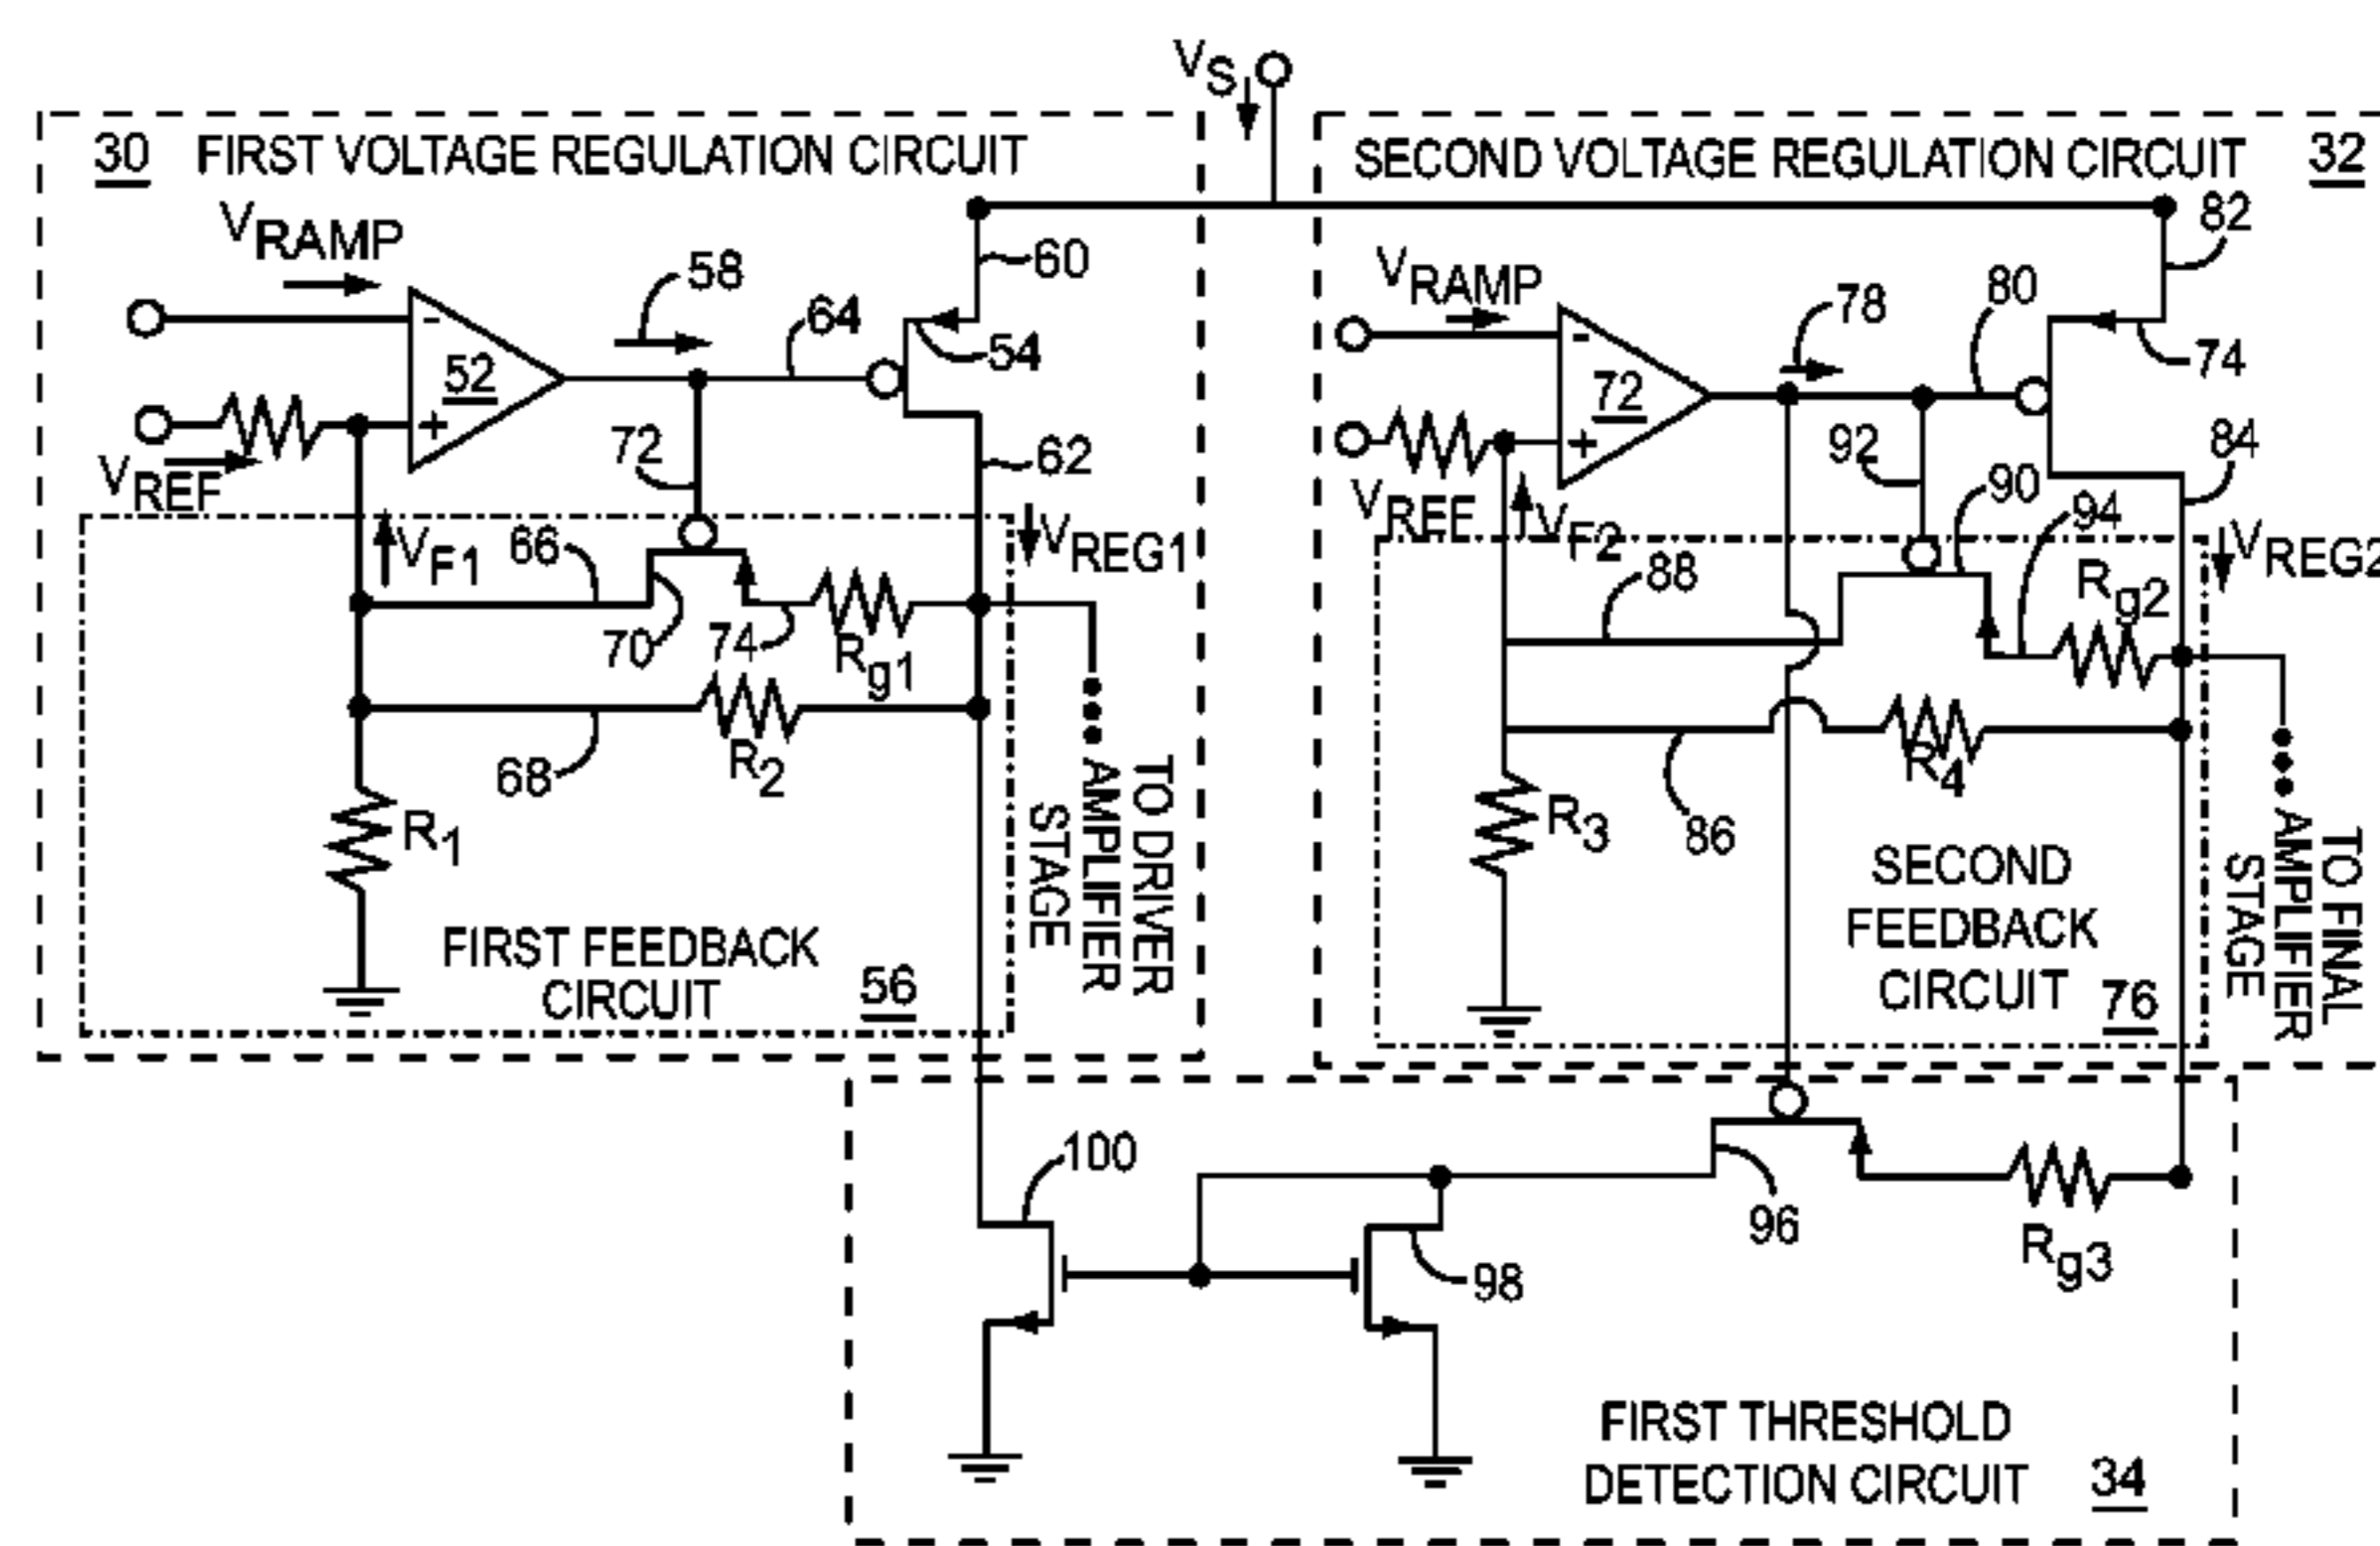 VS
30 FIRST VOLTAGE REGULATION CIRCUIT
SECOND VOLTAGE REGULATION CIRCUIT 32
VRAMP
58
60
64
54
52
-
+
VREF
72
62
VF1
66
70
74
Rg1
VREG1
68
R2
R1
TO DRIVER
AMPLIFIER
STAGE
FIRST FEEDBACK
CIRCUIT 56
VRAMP
78
80
82
74
72
-
+
VREF
VF2
92
90
94
84
88
Rg2
VREG2
R4
86
R3
SECOND
FEEDBACK
CIRCUIT 76
TO FINAL
AMPLIFIER
STAGE
100
96
98
Rg3
FIRST THRESHOLD
DETECTION CIRCUIT 34